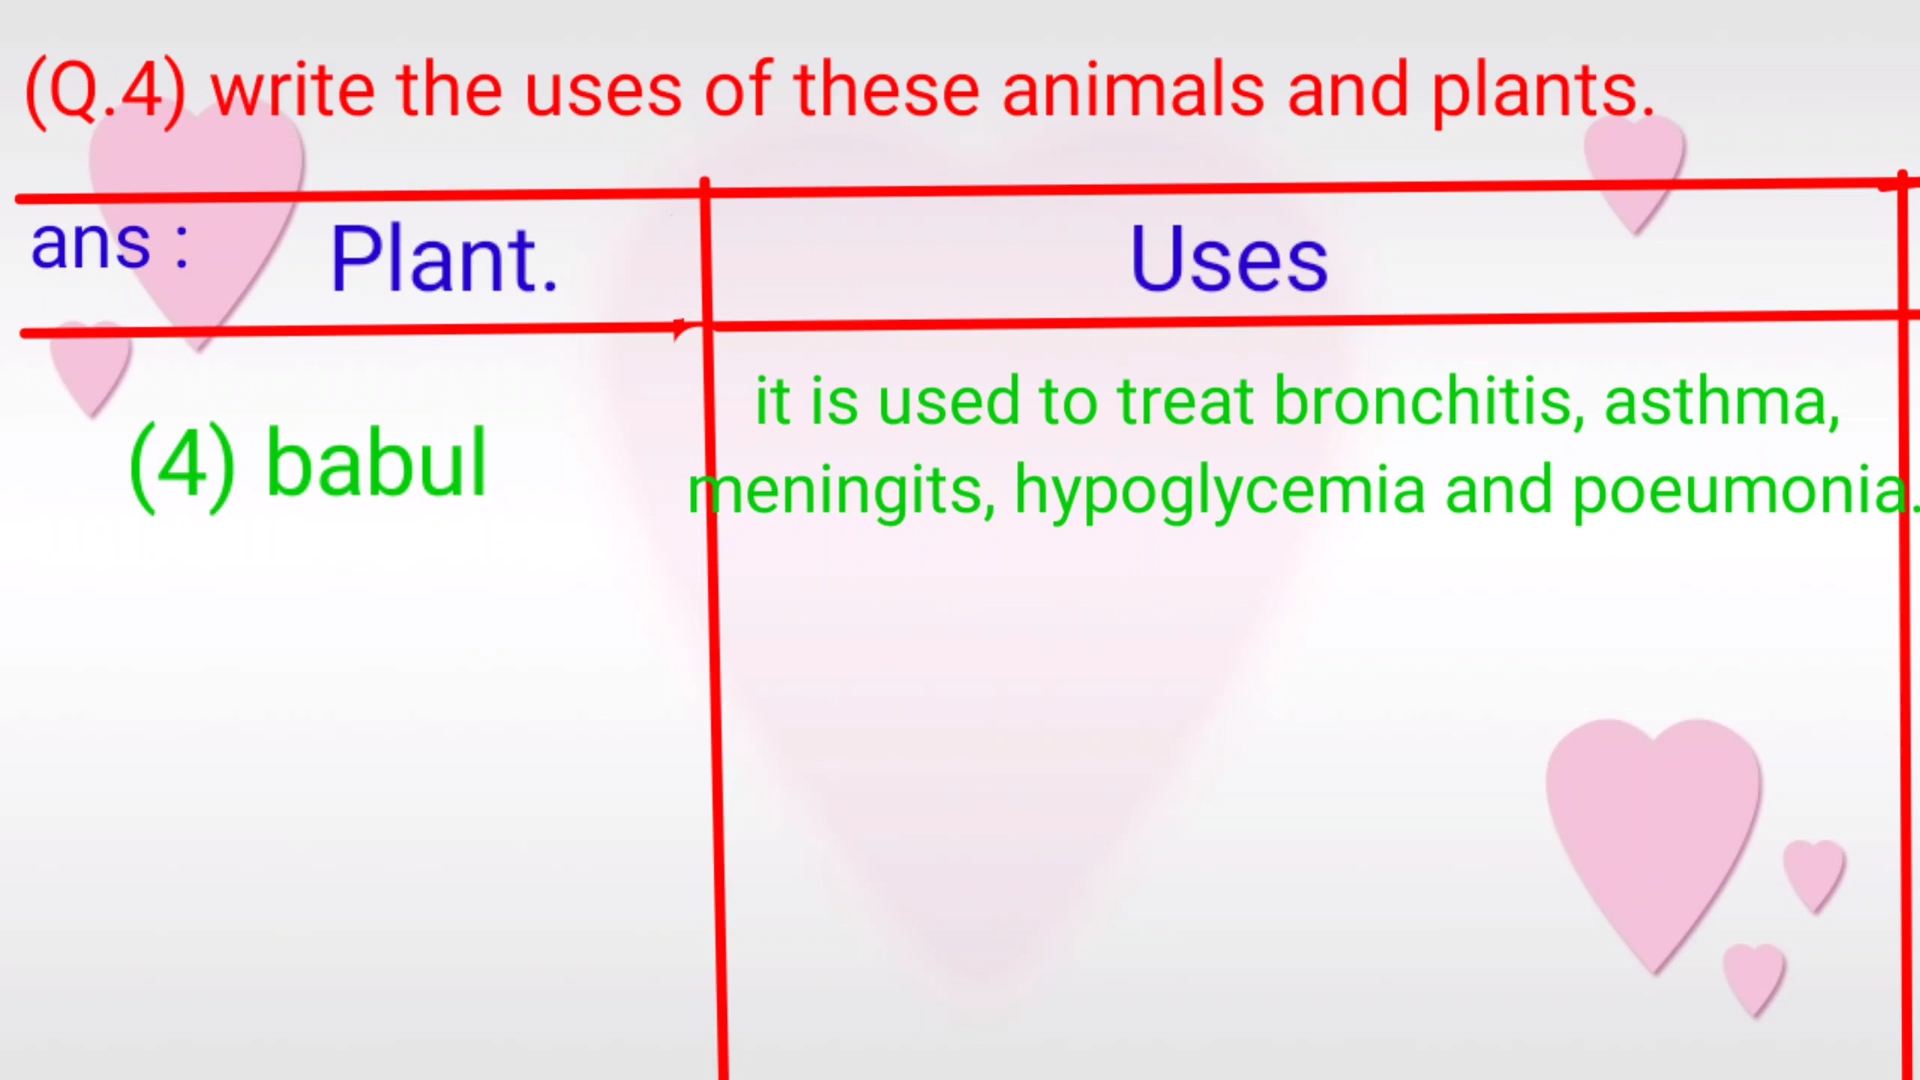 (Q.4) write the uses of these animals and plants.
ans : Plant. Uses
(4) babul
it is used to treat bronchitis, asthma,
meningits, hypoglycemia and poeumonia.